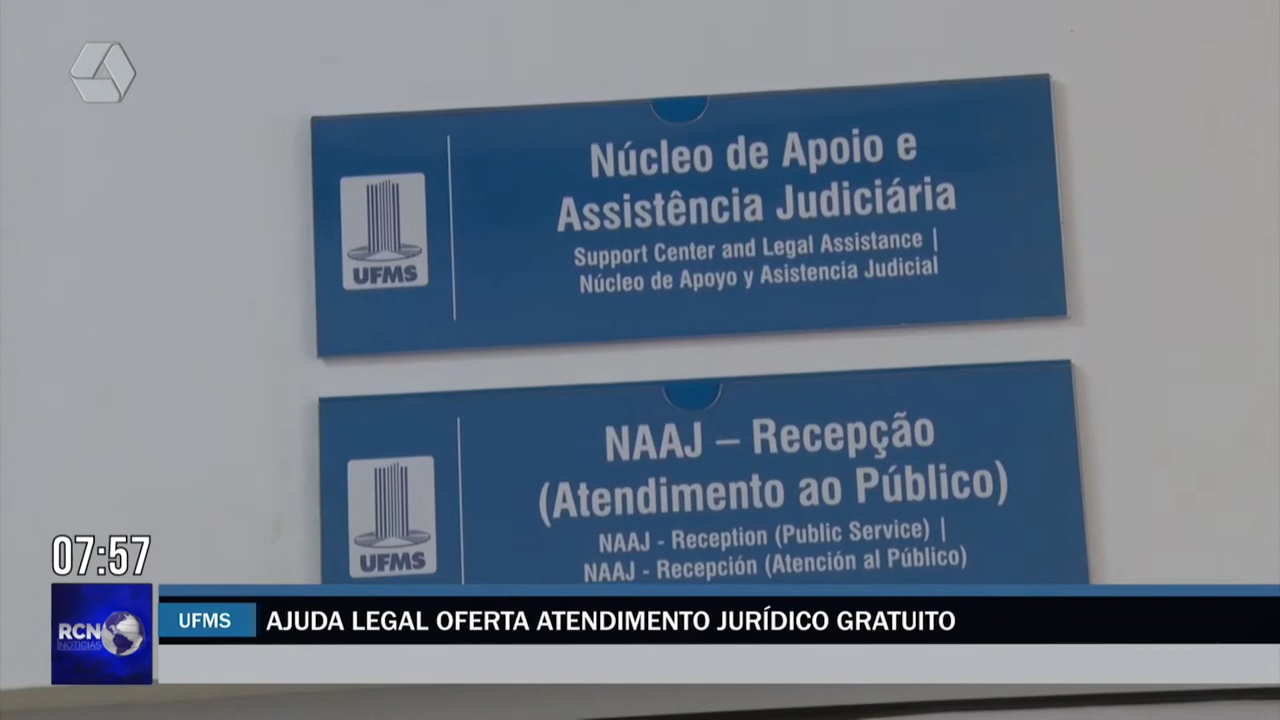 Núcleo de Apoio e
Assistência Judiciária
Support Center and Legal Assistance |
Núcleo de Apoyo y Asistencia Judicial
UFMS
NAAJ – Recepção
(Atendimento ao Público)
NAAJ - Reception (Public Service) |
NAAJ - Recepción (Atención al Público)
UFMS
07:57
RCN
NOTÍCIAS
UFMS
AJUDA LEGAL OFERTA ATENDIMENTO JURÍDICO GRATUITO